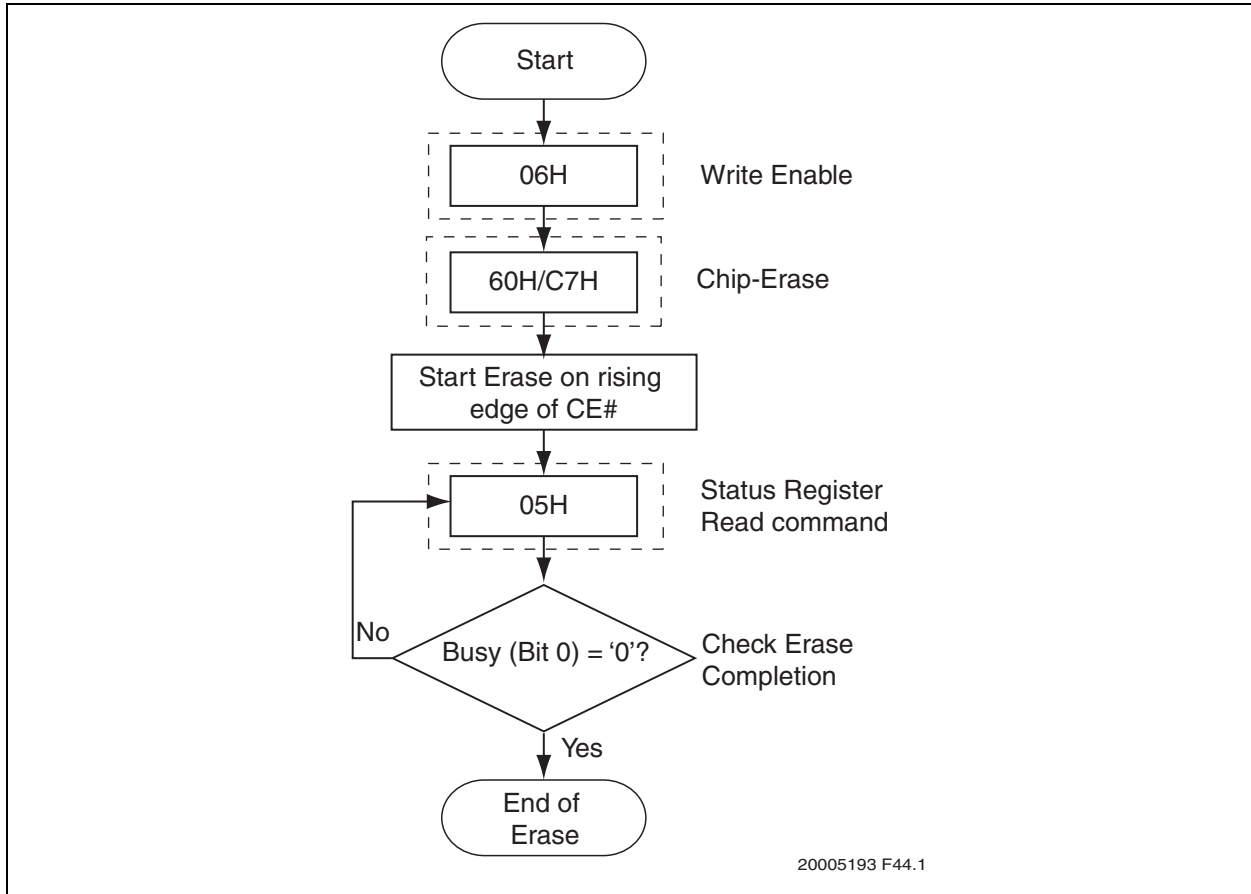 Start
06H
Write Enable
60H/C7H
Chip-Erase
Start Erase on rising
edge of CE#
05H
Status Register
Read command
No
Busy (Bit 0) = ‘0’?
Check Erase
Completion
Yes
End of
Erase
20005193 F44.1